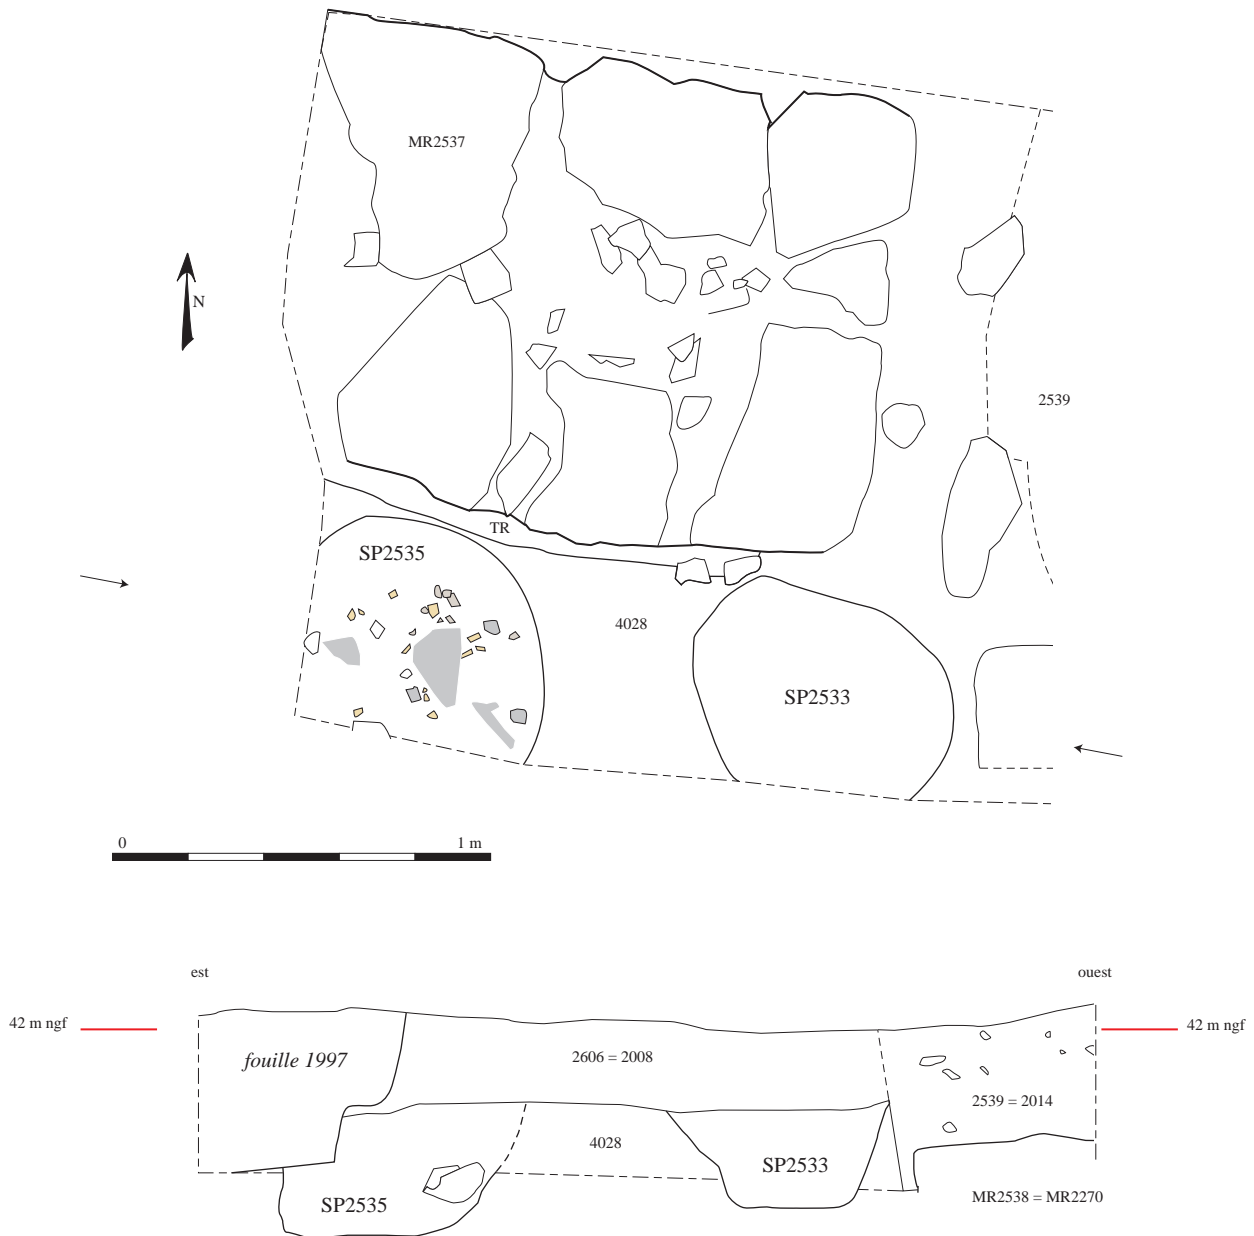 MR2537
N
2539
TR
SP2535
4028
SP2533
0 1 m
est ouest
42 m ngf 42 m ngf
fouille 1997 2606 = 2008
2539 = 2014
4028
SP2533
SP2535
MR2538 = MR2270